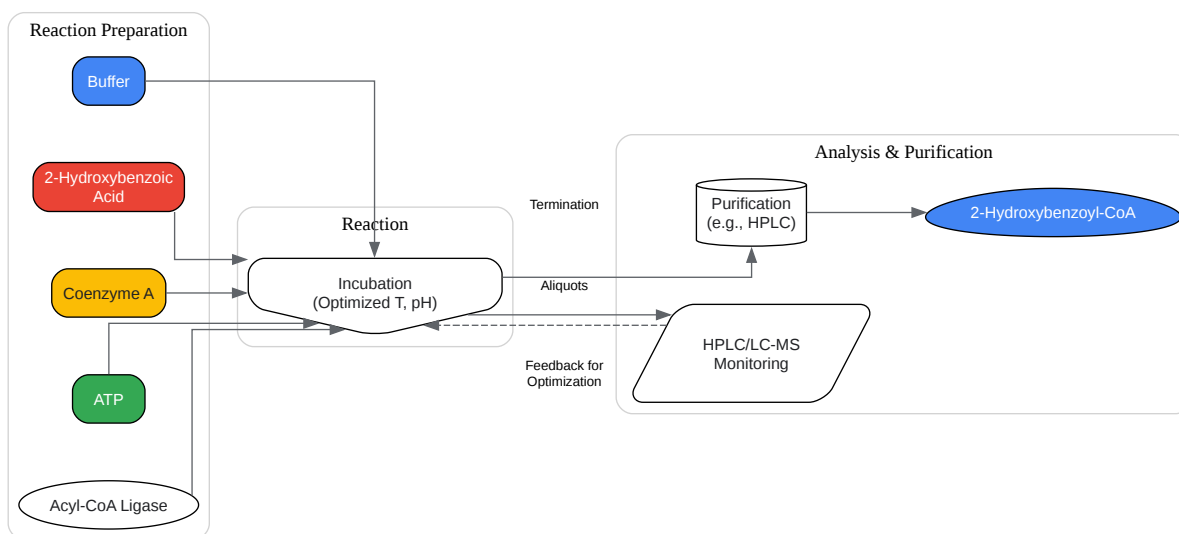 Reaction Preparation
Buffer
2-Hydroxybenzoic
Acid
Coenzyme A
ATP
Acyl-CoA Ligase
Reaction
Incubation
(Optimized T, pH)
Termination
Aliquots
Feedback for
Optimization
Analysis & Purification
Purification
(e.g., HPLC)
2-Hydroxybenzoyl-CoA
HPLC/LC-MS
Monitoring